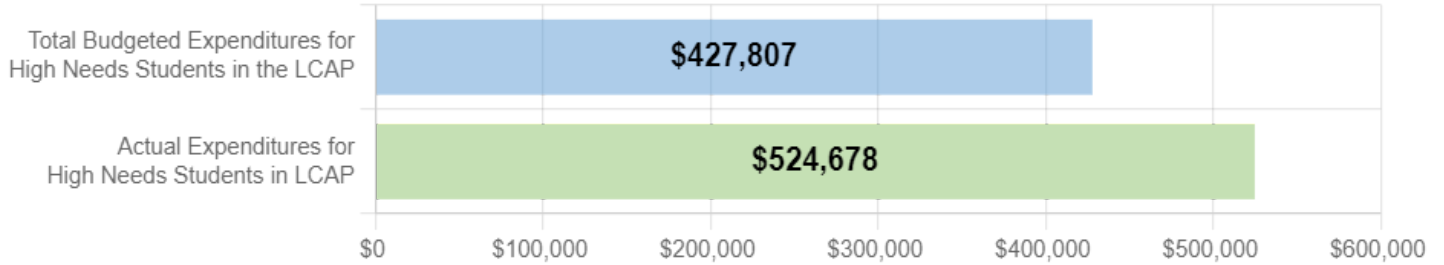 Total Budgeted Expenditures for
High Needs Students in the LCAP
$427,807
Actual Expenditures for
High Needs Students in LCAP
$524,678
$0 $100,000 $200,000 $300,000 $400,000 $500,000 $600,000